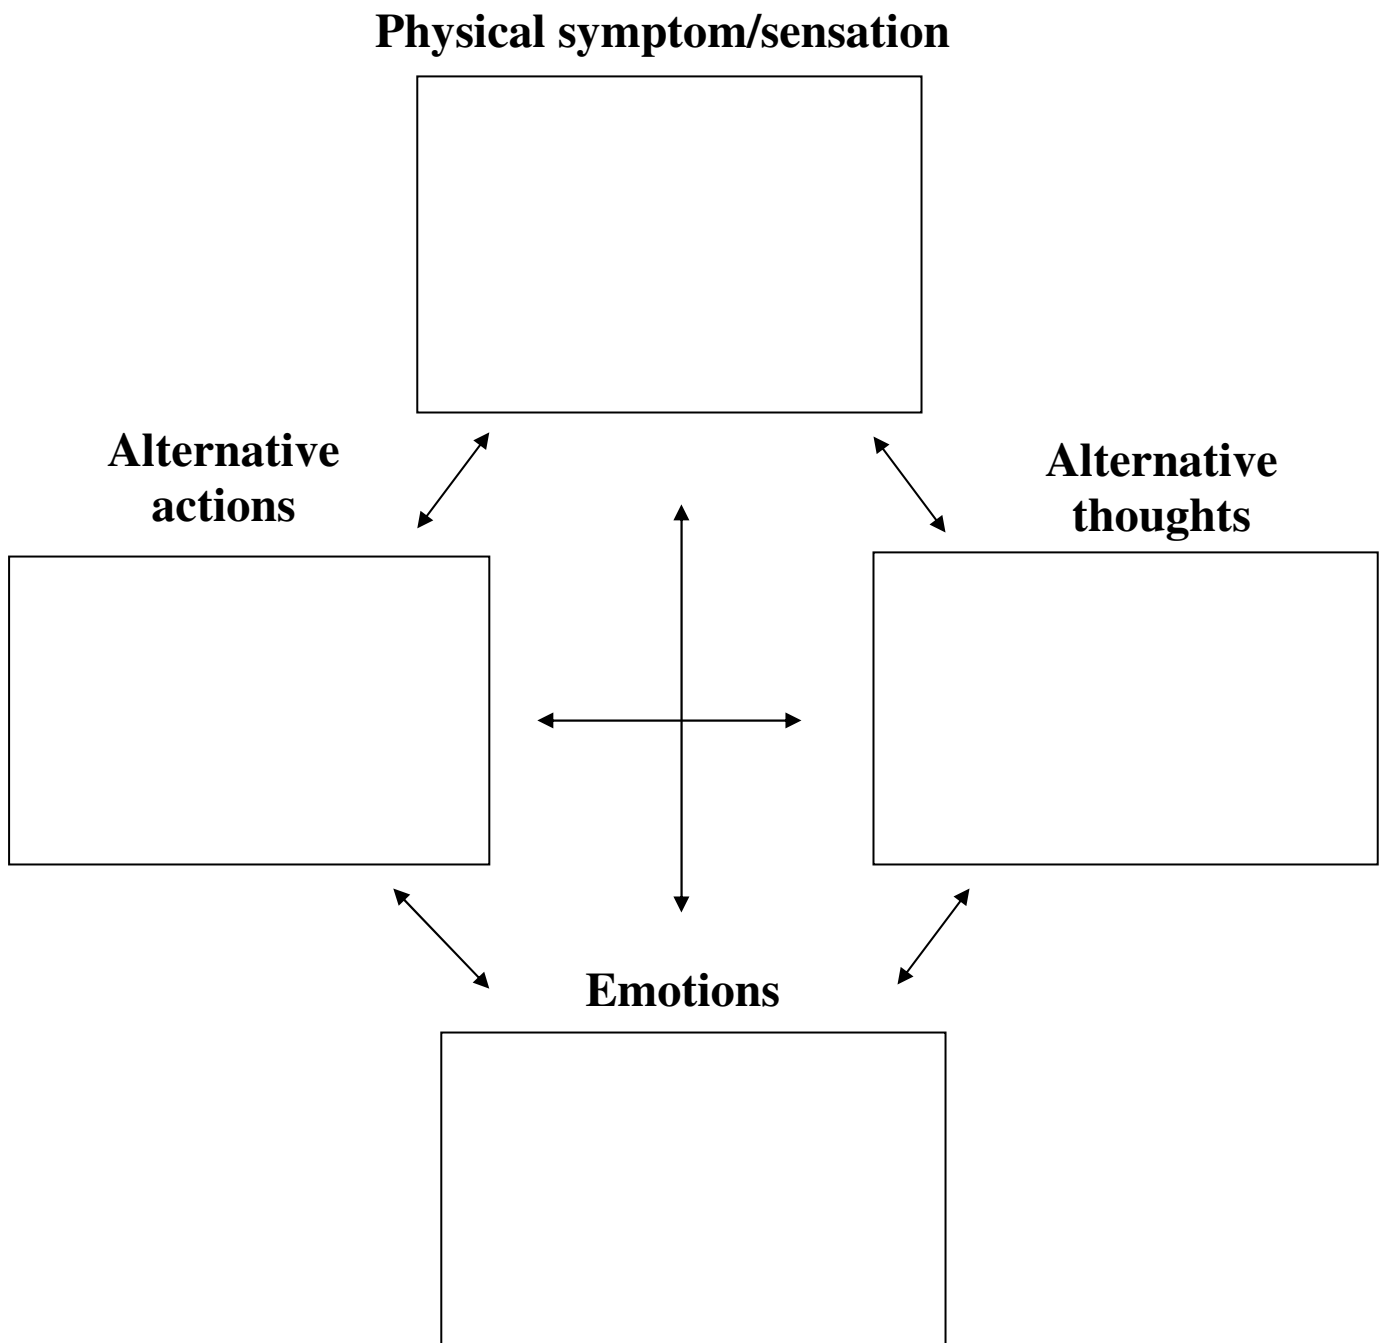 Physical symptom/sensation
Alternative
actions
Alternative
thoughts
Emotions